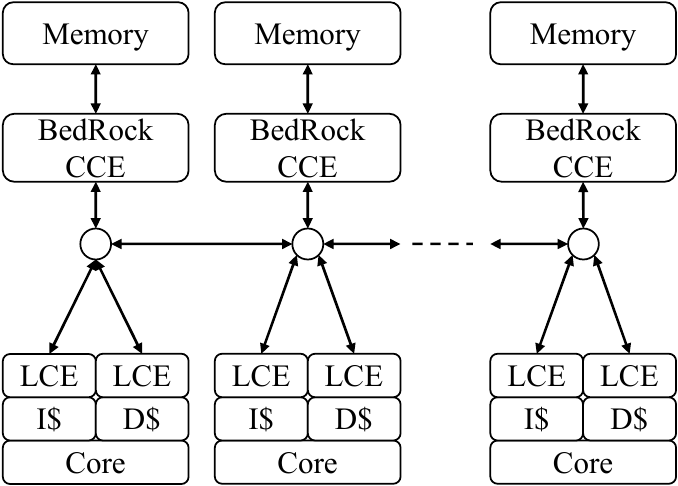 Memory Memory Memory
BedRock BedRock BedRock
CCE CCE CCE
LCE LCE LCE LCE LCE LCE
I$ D$ I$ D$ I$ D$
Core Core Core